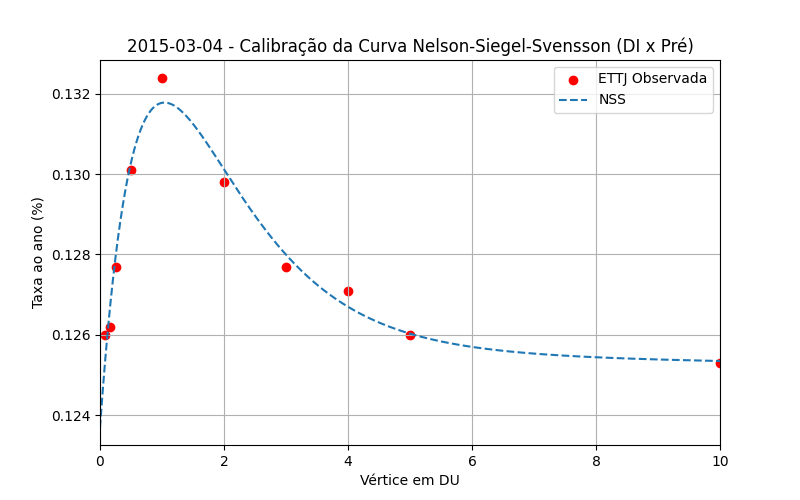 2015-03-04 - Calibração da Curva Nelson-Siegel-Svensson (DI x Pré)
ETTJ Observada
NSS
Taxa ao ano (%)
0.132
0.130
0.128
0.126
0.124
0
2
4
6
8
10
Vértice em DU